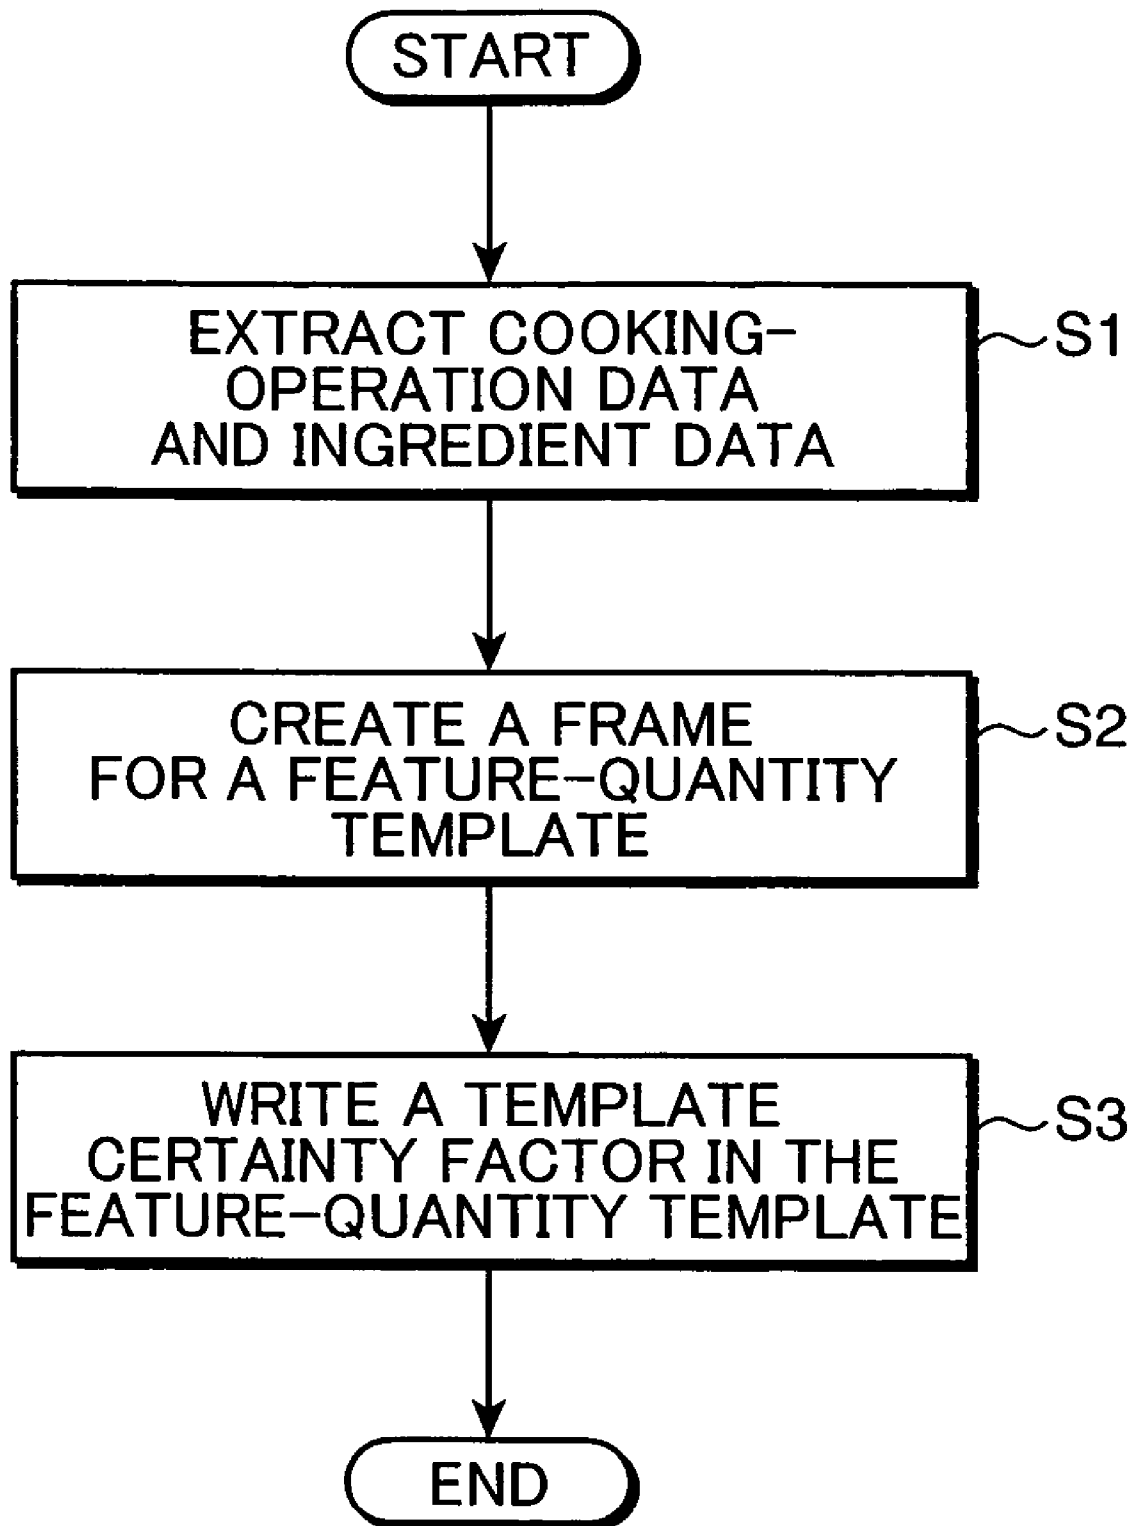 START
EXTRACT COOKING-
OPERATION DATA
AND INGREDIENT DATA
S1
CREATE A FRAME
FOR A FEATURE-QUANTITY
TEMPLATE
S2
WRITE A TEMPLATE
CERTAINTY FACTOR IN THE
FEATURE-QUANTITY TEMPLATE
S3
END